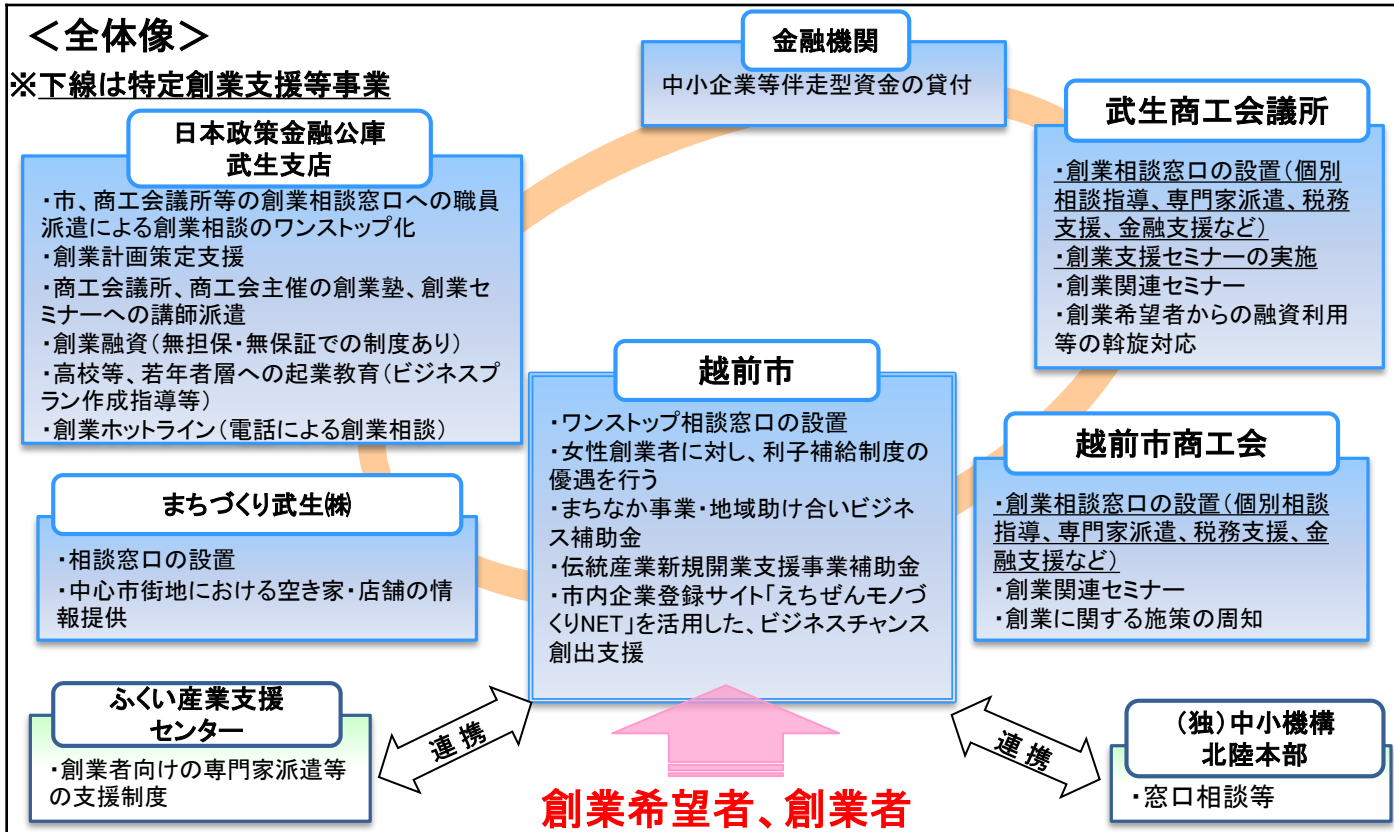 ＜全体像＞
※下線は特定創業支援等事業
金融機関
中小企業等伴走型資金の貸付
日本政策金融公庫
武生支店
・市、商工会議所等の創業相談窓口への職員
派遣による創業相談のワンストップ化
・創業計画策定支援
・商工会議所、商工会主催の創業塾、創業セ
ミナーへの講師派遣
・創業融資(無担保・無保証での制度あり)
・高校等、若年者層への起業教育(ビジネスプ
ラン作成指導等)
・創業ホットライン(電話による創業相談)
武生商工会議所
・創業相談窓口の設置(個別
相談指導、専門家派遣、税務
支援、金融支援など)
・創業支援セミナーの実施
・創業関連セミナー
・創業希望者からの融資利用
等の斡旋対応
越前市
・ワンストップ相談窓口の設置
・女性創業者に対し、利子補給制度の
優遇を行う
・まちなか事業・地域助け合いビジネ
ス補助金
・伝統産業新規開業支援事業補助金
・市内企業登録サイト「えちぜんモノづ
くりNET」を活用した、ビジネスチャンス
創出支援
越前市商工会
・創業相談窓口の設置(個別相談
指導、専門家派遣、税務支援、金
融支援など)
・創業関連セミナー
・創業に関する施策の周知
まちづくり武生㈱
・相談窓口の設置
・中心市街地における空き家・店舗の情
報提供
ふくい産業支援
センター
・創業者向けの専門家派遣等
の支援制度
連携
連携
(独)中小機構
北陸本部
・窓口相談等
創業希望者、創業者